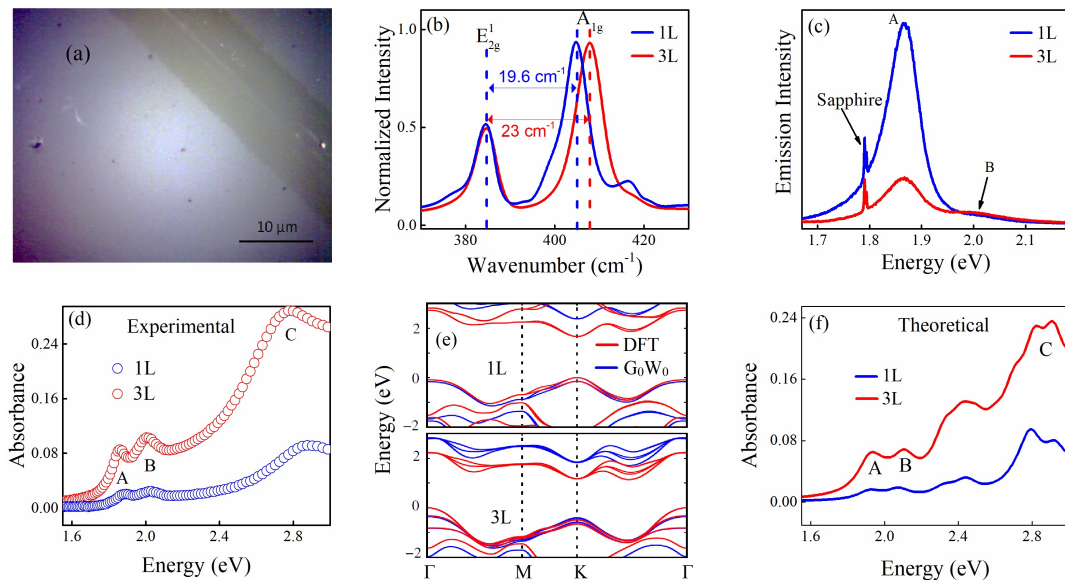 (a)
10 μm
(b)
E¹₂g
A₁g
1L
3L
19.6 cm⁻¹
23 cm⁻¹
1.0
0.5
0.0
Normalized Intensity
380
400
420
Wavenumber (cm⁻¹)
(c)
A
1L
3L
Sapphire
B
Emission Intensity
1.7
1.8
1.9
2.0
2.1
Energy (eV)
(d)
Experimental
1L
3L
A
B
C
0.24
0.08
0.00
Absorbance
1.6
2.0
2.4
2.8
Energy (eV)
(e)
DFT
G₀W₀
1L
3L
2
0
−2
2
0
−2
Energy (eV)
Γ
M
K
Γ
(f)
Theoretical
1L
3L
A
B
C
0.24
0.16
0.08
0.00
Absorbance
1.6
2.0
2.4
2.8
Energy (eV)